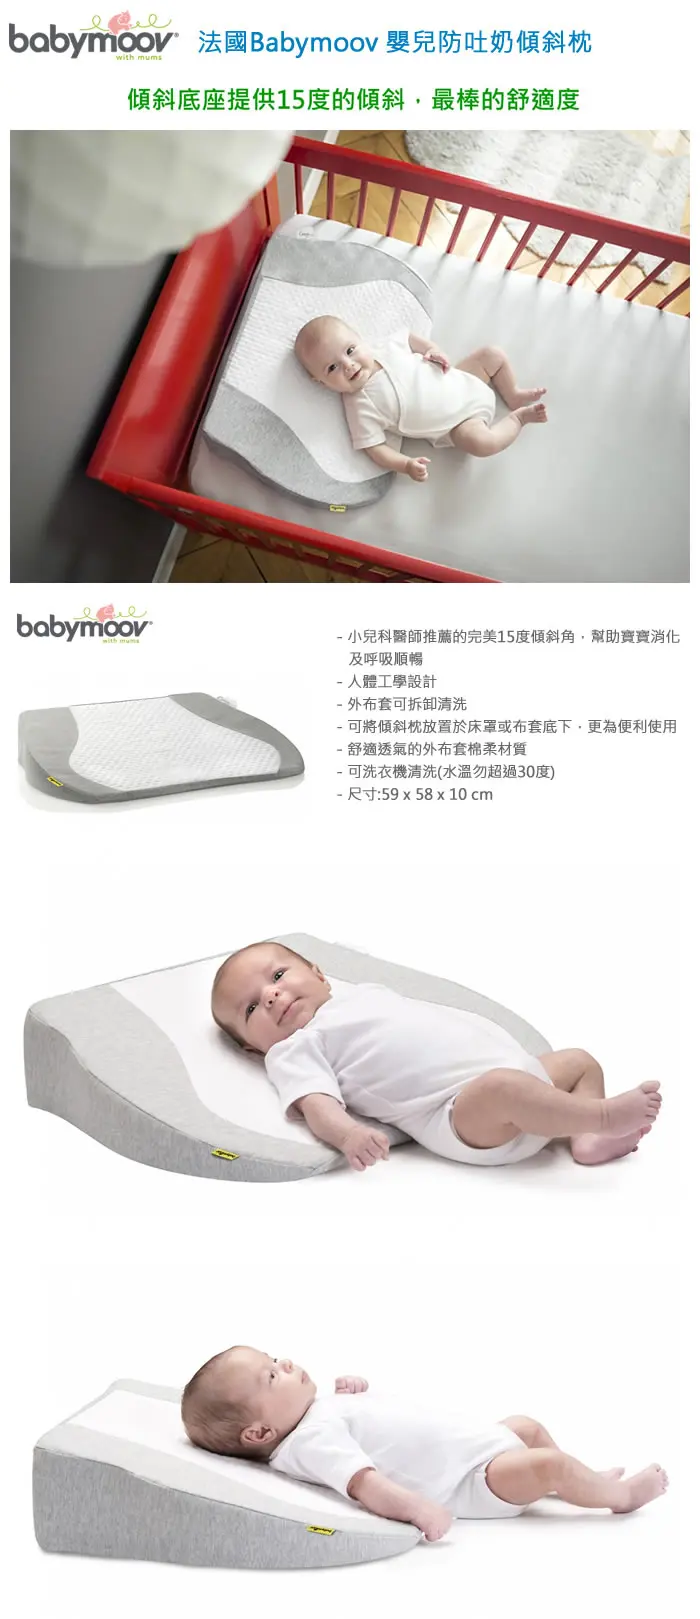 babymoov
with mums
法國Babymoov 嬰兒防吐奶傾斜枕
傾斜底座提供15度的傾斜，最棒的舒適度
babymoov
with mums
- 小兒科醫師推薦的完美15度傾斜角，幫助寶寶消化
及呼吸順暢
- 人體工學設計
- 外布套可拆卸清洗
- 可將傾斜枕放置於床罩或布套底下，更為便利使用
- 舒適透氣的外布套棉柔材質
- 可洗衣機清洗(水溫勿超過30度)
- 尺寸:59 x 58 x 10 cm